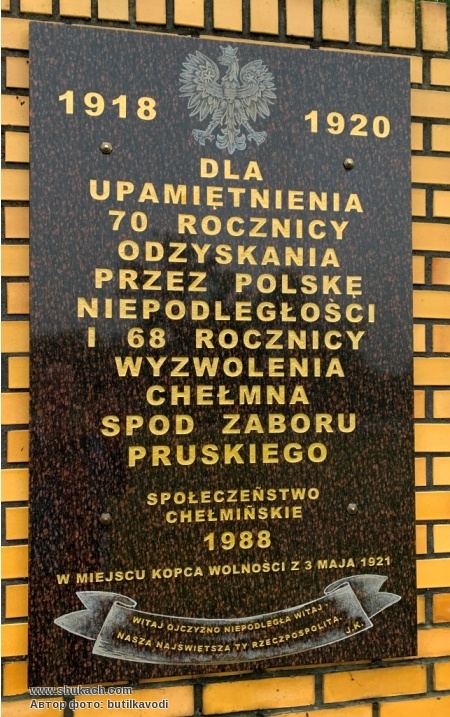 1918
1920
DLA
UPAMIĘTNIENIA
70 ROCZNICY
ODZYSKANIA
PRZEZ POLSKĘ
NIEPODLEGŁOŚCI
I 68 ROCZNICY
WYZWOLENIA
CHEŁMNA
SPOD ZABORU
PRUSKIEGO
SPOŁECZEŃSTWO
CHEŁMIŃSKIE
1988
W MIEJSCU KOPCA WOLNOŚCI Z 3 MAJA 1921
WITAJ OJCZYZNO NIEPODLEGŁA WITAJ -
NASZA NAJSWIETSZA TY RZECZPOSPOLITA.
J.K.
www.shukach.com
Автор фото: butilkavodi